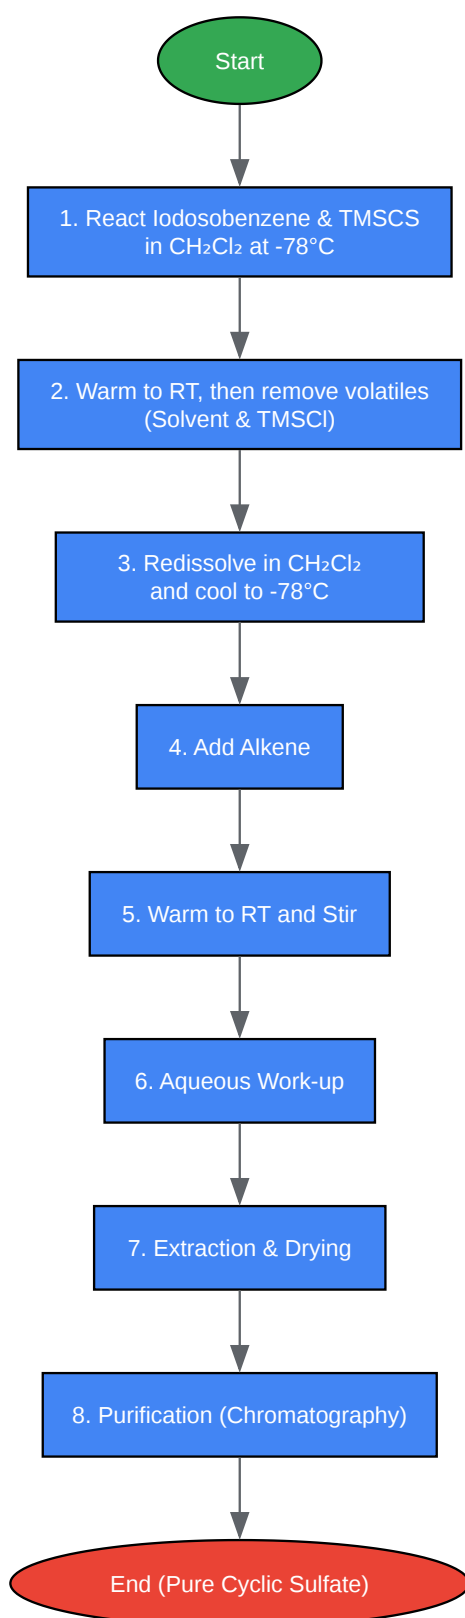 Start
1. React Iodosobenzene & TMSCS
in CH₂Cl₂ at -78°C
2. Warm to RT, then remove volatiles
(Solvent & TMSCl)
3. Redissolve in CH₂Cl₂
and cool to -78°C
4. Add Alkene
5. Warm to RT and Stir
6. Aqueous Work-up
7. Extraction & Drying
8. Purification (Chromatography)
End (Pure Cyclic Sulfate)